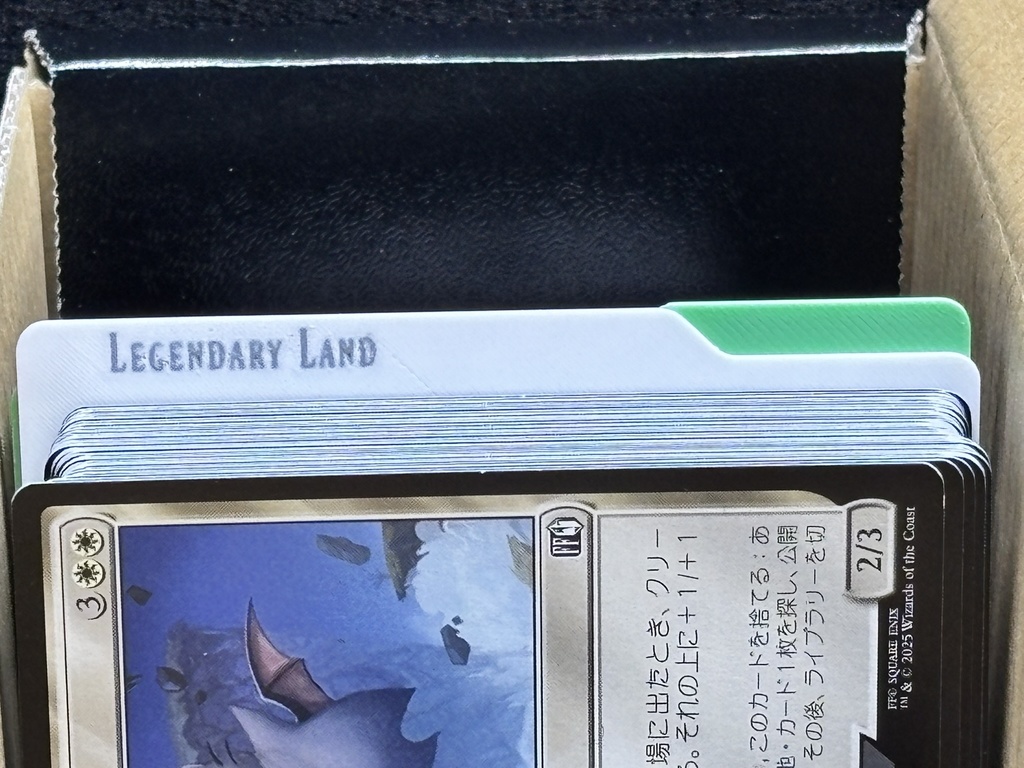 LEGENDARY LAND
3
FF
場に出たとき、クリー
。それの上に＋1/＋1
、このカードを捨てる：あ
・カード1枚を探し、公開
その後、ライブラリーを切
2/3
FF© SQUARE ENIX
™ & © 2025 Wizards of the Coast